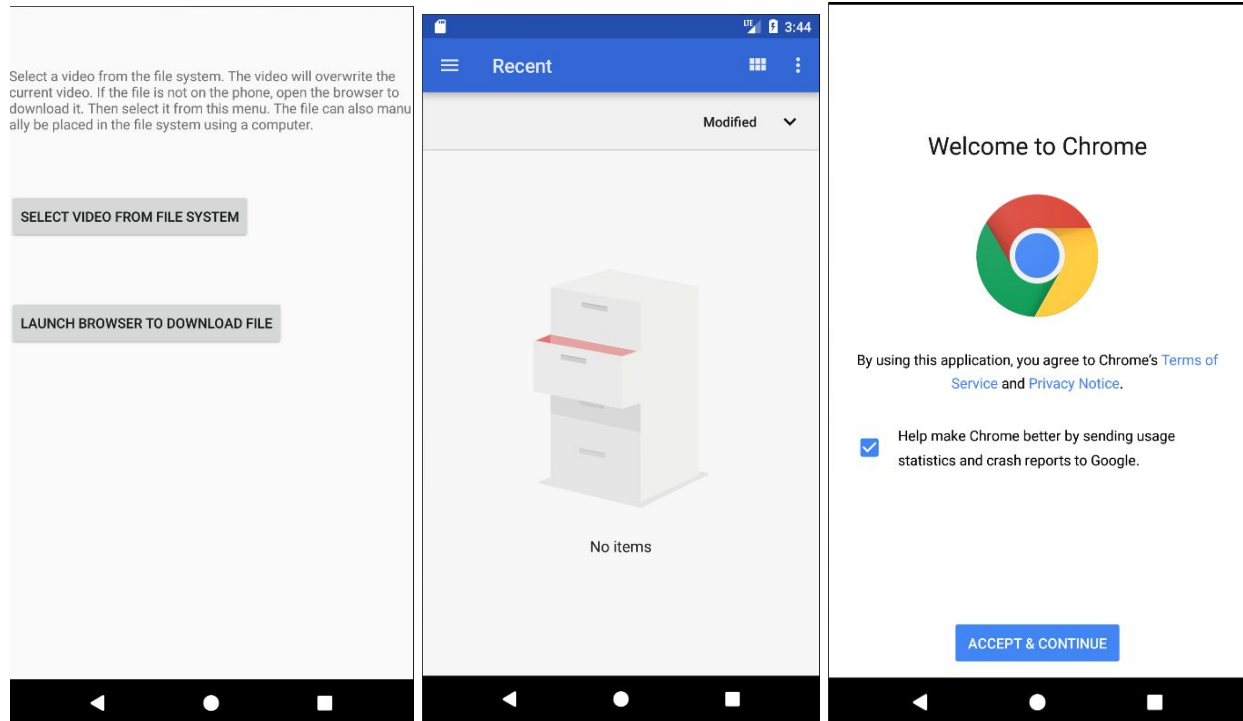 Select a video from the file system. The video will overwrite the
current video. If the file is not on the phone, open the browser to
download it. Then select it from this menu. The file can also manu
ally be placed in the file system using a computer.
SELECT VIDEO FROM FILE SYSTEM
LAUNCH BROWSER TO DOWNLOAD FILE
LTE 3:44
Recent
Modified
No items
Welcome to Chrome
By using this application, you agree to Chrome's Terms of
Service and Privacy Notice.
Help make Chrome better by sending usage
statistics and crash reports to Google.
ACCEPT & CONTINUE